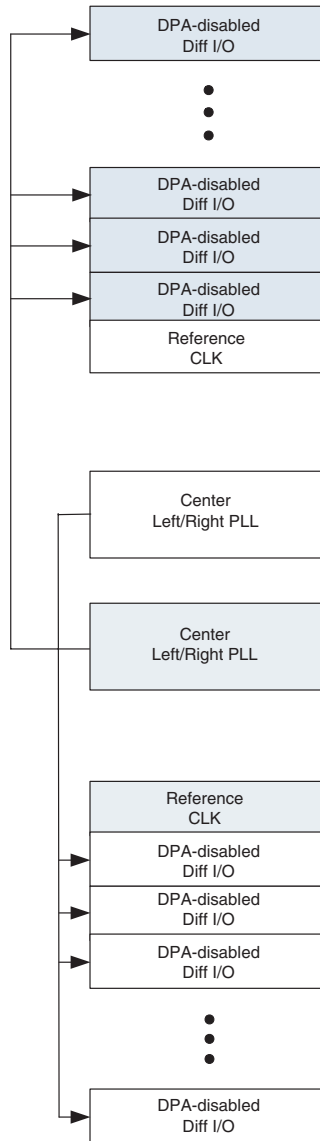 DPA-disabled
Diff I/O
DPA-disabled
Diff I/O
DPA-disabled
Diff I/O
DPA-disabled
Diff I/O
Reference
CLK
Center
Left/Right PLL
Center
Left/Right PLL
Reference
CLK
DPA-disabled
Diff I/O
DPA-disabled
Diff I/O
DPA-disabled
Diff I/O
DPA-disabled
Diff I/O